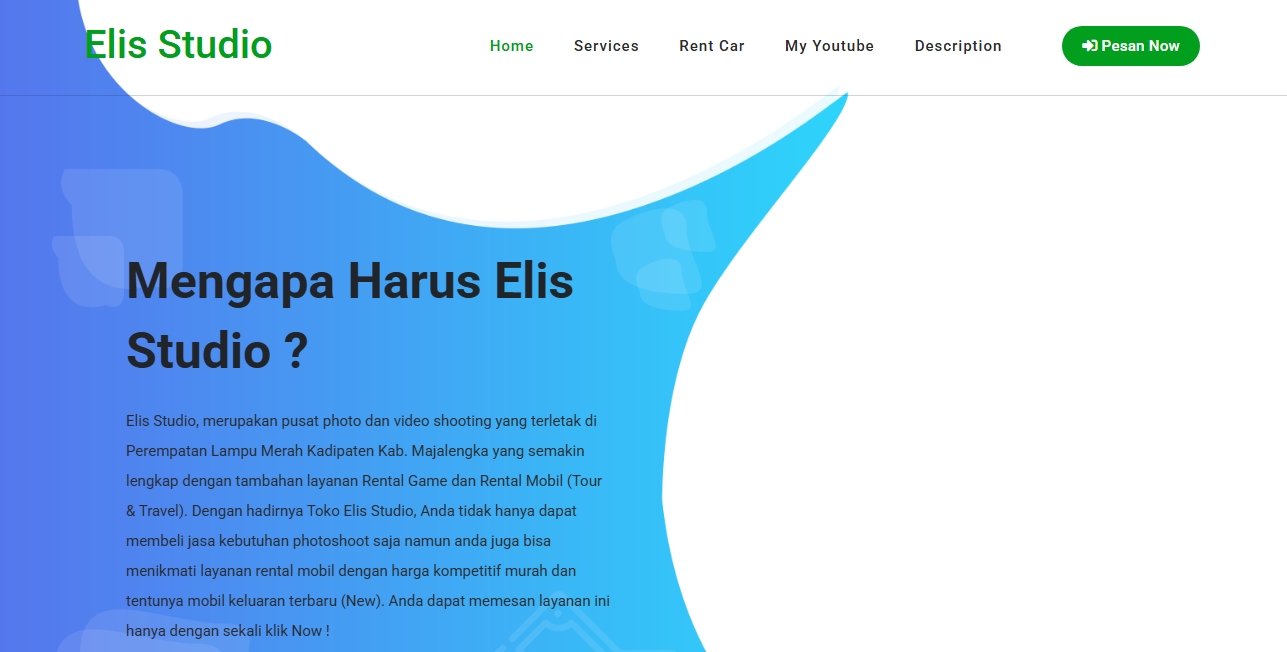 Elis Studio
Home Services Rent Car My Youtube Description Pesan Now
Mengapa Harus Elis
Studio ?
Elis Studio, merupakan pusat photo dan video shooting yang terletak di
Perempatan Lampu Merah Kadipaten Kab. Majalengka yang semakin
lengkap dengan tambahan layanan Rental Game dan Rental Mobil (Tour
& Travel). Dengan hadirnya Toko Elis Studio, Anda tidak hanya dapat
membeli jasa kebutuhan photoshoot saja namun anda juga bisa
menikmati layanan rental mobil dengan harga kompetitif murah dan
tentunya mobil keluaran terbaru (New). Anda dapat memesan layanan ini
hanya dengan sekali klik Now !